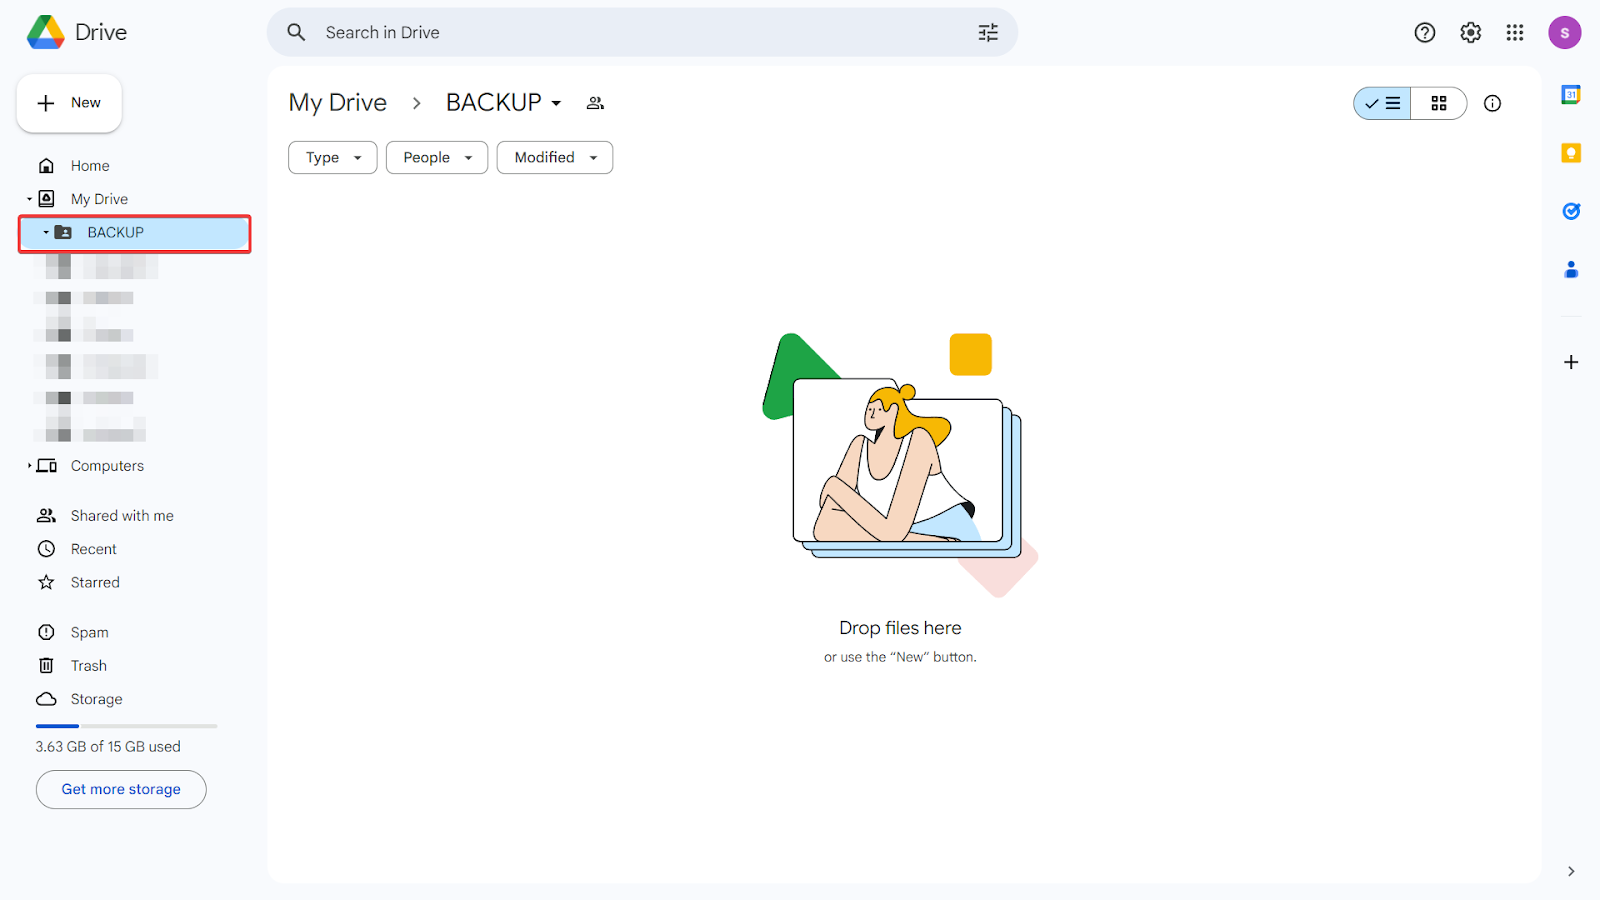 Drive
Search in Drive
S
New
My Drive
BACKUP
31
Type
People
Modified
Home
My Drive
BACKUP
Computers
Shared with me
Recent
Starred
Spam
Trash
Storage
3.63 GB of 15 GB used
Get more storage
Drop files here
or use the “New” button.